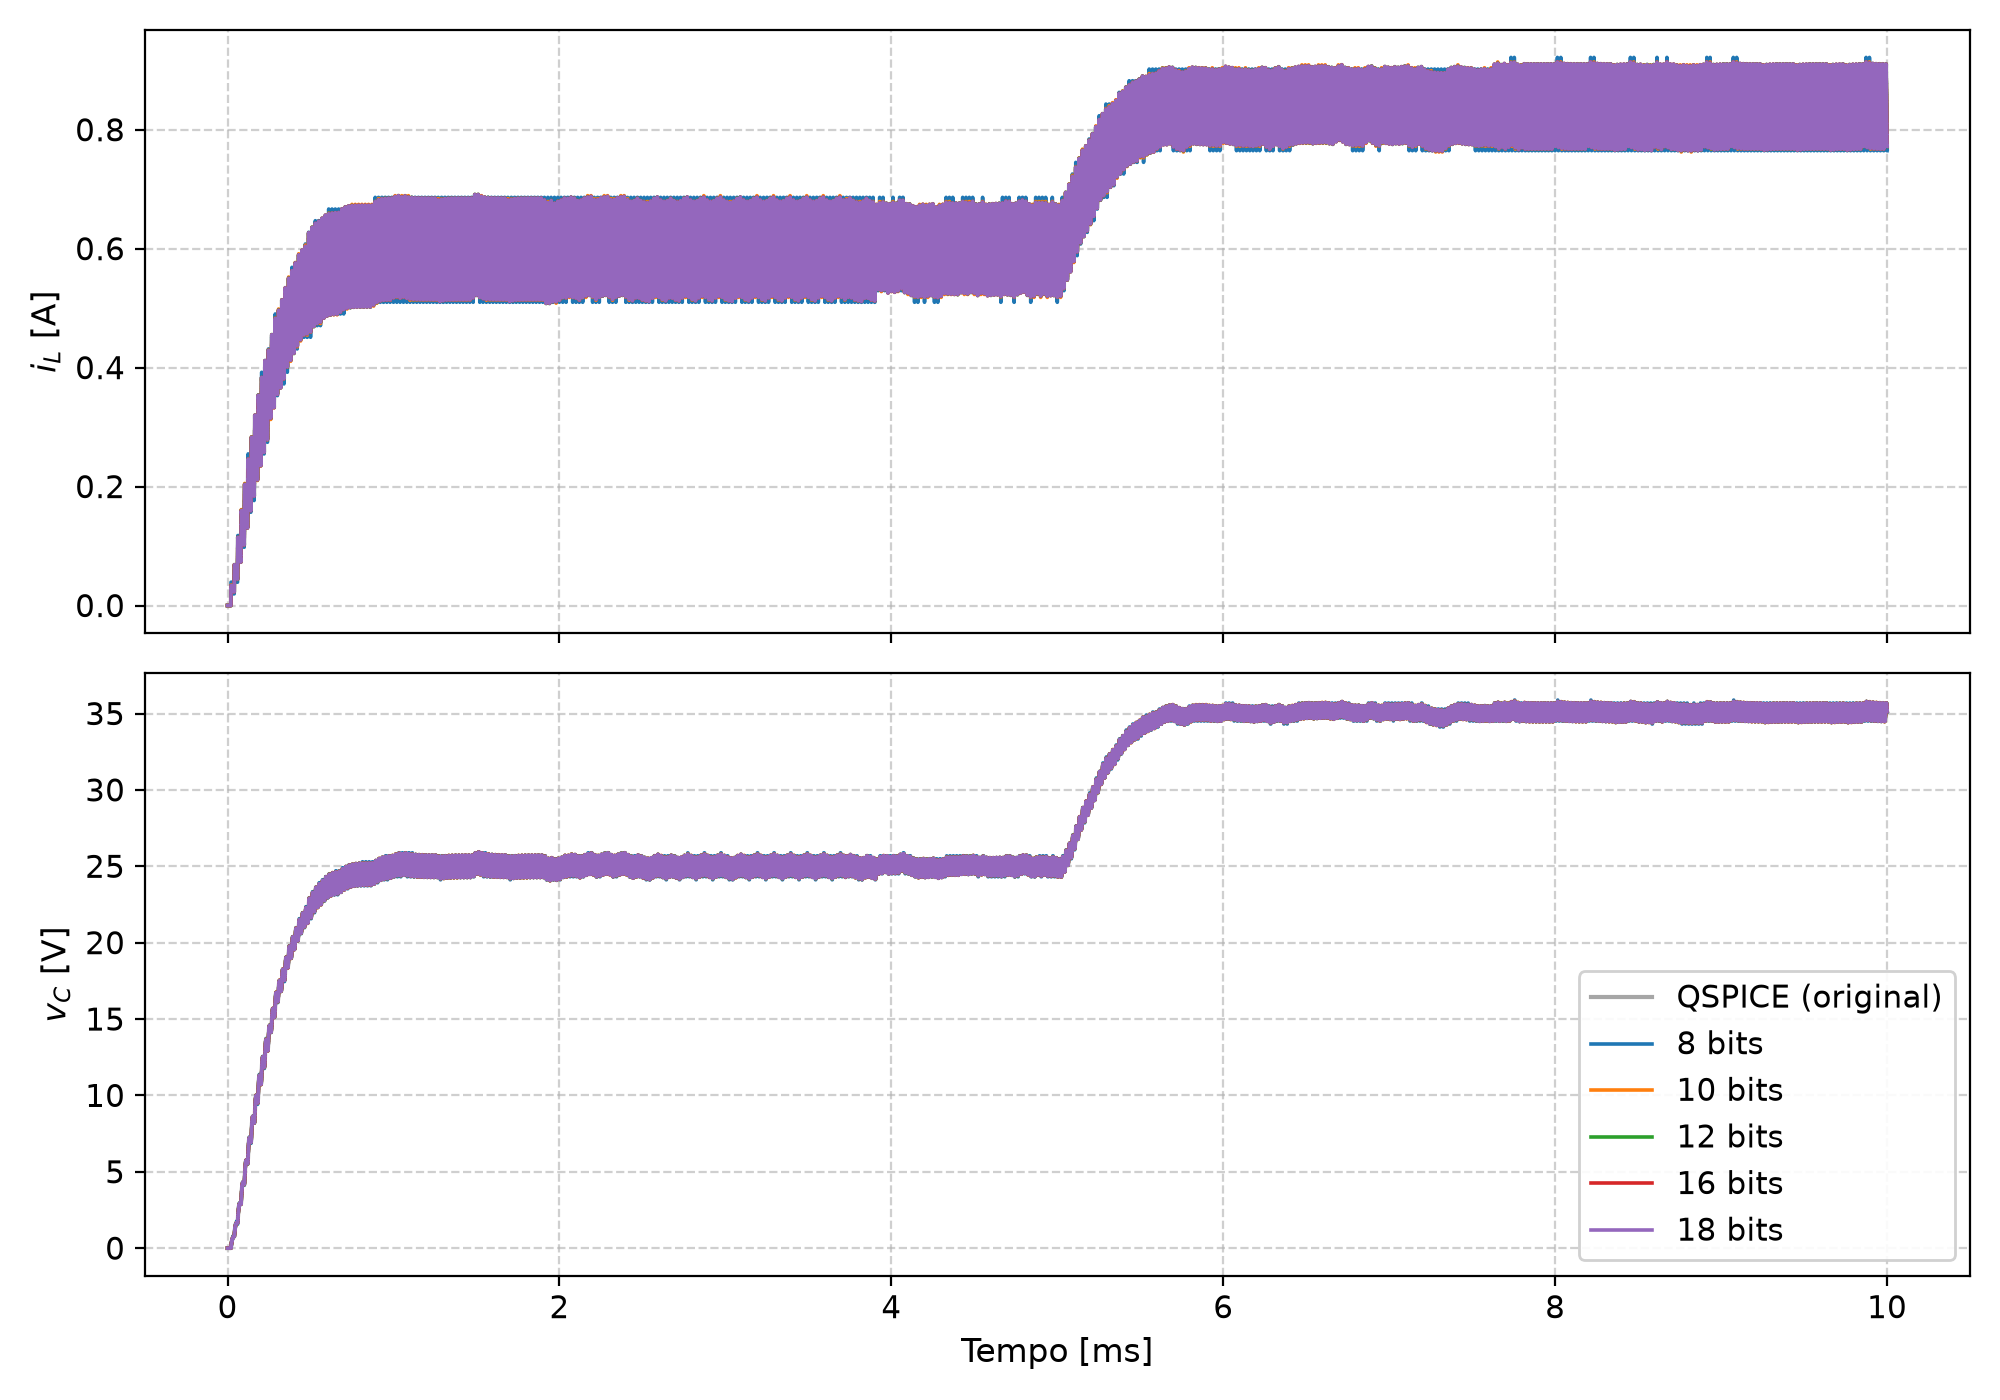 0.8
0.6
0.4
0.2
0.0
i_L [A]
35
30
25
20
15
10
5
0
v_C [V]
QSPICE (original)
8 bits
10 bits
12 bits
16 bits
18 bits
0 2 4 6 8 10
Tempo [ms]